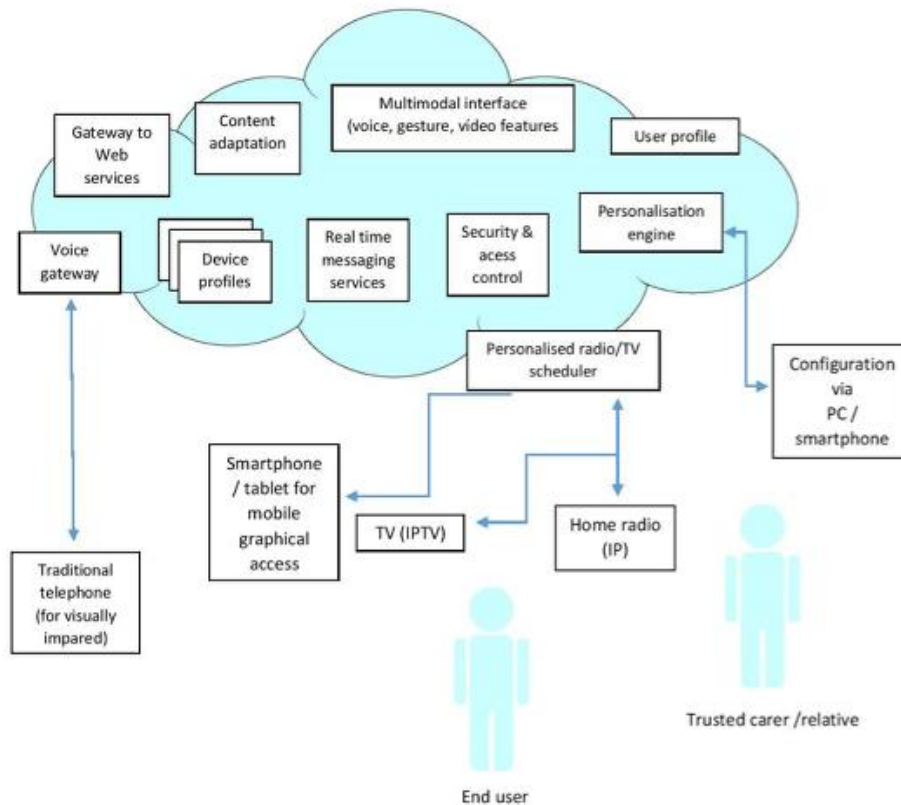 Multimodal interface
(voice, gesture, video features
Gateway to
Web
services
Content
adaptation
User profile
Voice
gateway
Device
profiles
Real time
messaging
services
Security &
acess
control
Personalisation
engine
Personalised radio/TV
scheduler
Configuration
via
PC /
smartphone
Smartphone
/ tablet for
mobile
graphical
access
TV (IPTV)
Home radio
(IP)
Traditional
telephone
(for visually
impared)
Trusted carer /relative
End user